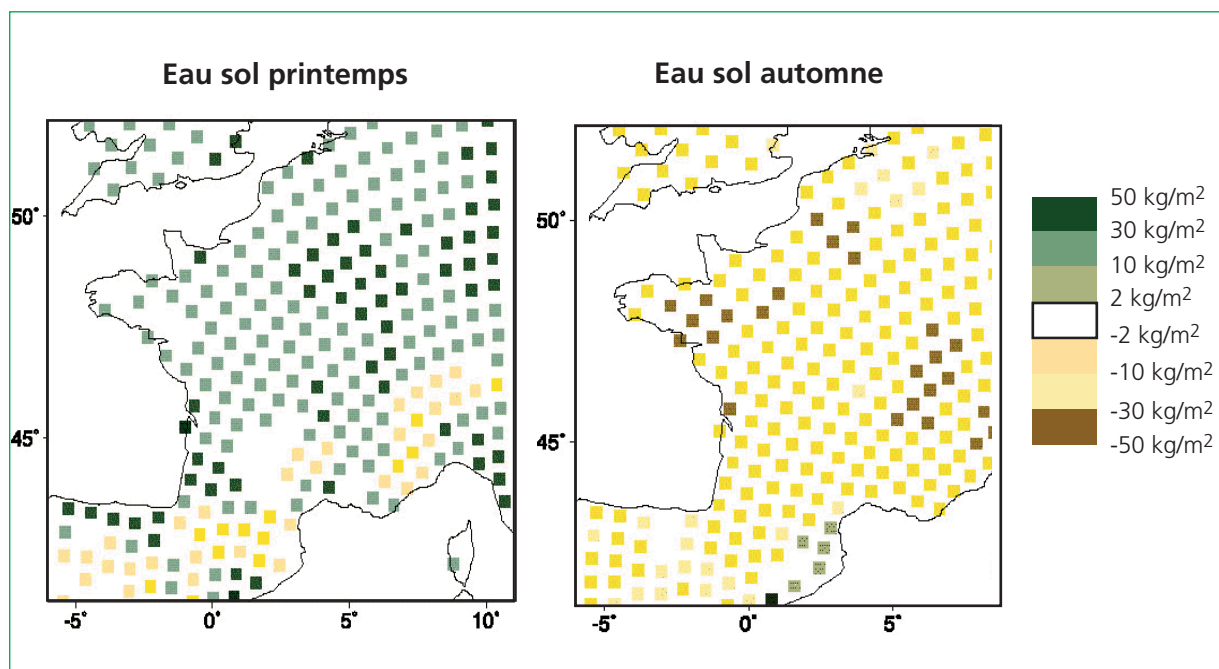 Eau sol printemps
Eau sol automne
50°
45°
-5°
0°
5°
10°
50°
45°
-5°
0°
5°
50 kg/m²
30 kg/m²
10 kg/m²
2 kg/m²
-2 kg/m²
-10 kg/m²
-30 kg/m²
-50 kg/m²